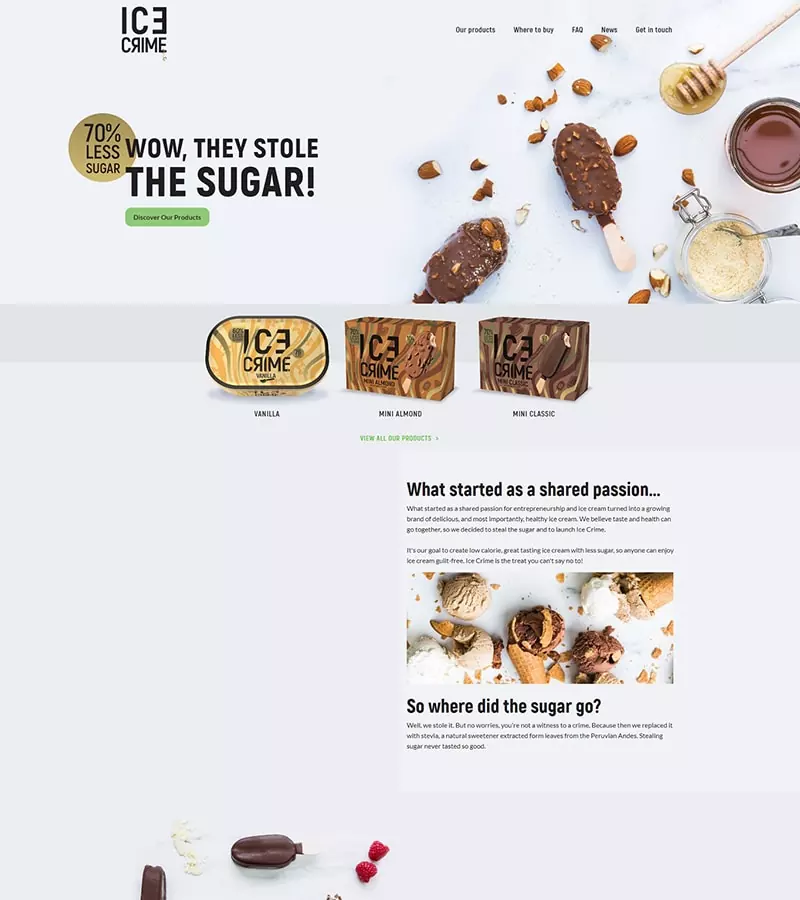 ICE
CRIME
Our products
Where to buy
FAQ
News
Get in touch
70%
LESS
SUGAR
WOW, THEY STOLE
THE SUGAR!
Discover Our Products
ICE
CRIME
VANILLA
ICE
CRIME
MINI ALMOND
ICE
CRIME
MINI CLASSIC
VANILLA
MINI ALMOND
MINI CLASSIC
VIEW ALL OUR PRODUCTS >
What started as a shared passion...
What started as a shared passion for entrepreneurship and ice cream turned into a growing
brand of delicious, and most importantly, healthy ice cream. We believe taste and health can
go together, so we decided to steal the sugar and to launch Ice Crime.
It's our goal to create low calorie, great tasting ice cream with less sugar, so anyone can enjoy
ice cream guilt-free. Ice Crime is the treat you can't say no to!
So where did the sugar go?
Well, we stole it. But no worries, you're not a witness to a crime. Because then we replaced it
with stevia, a natural sweetener extracted form leaves from the Peruvian Andes. Stealing
sugar never tasted so good.